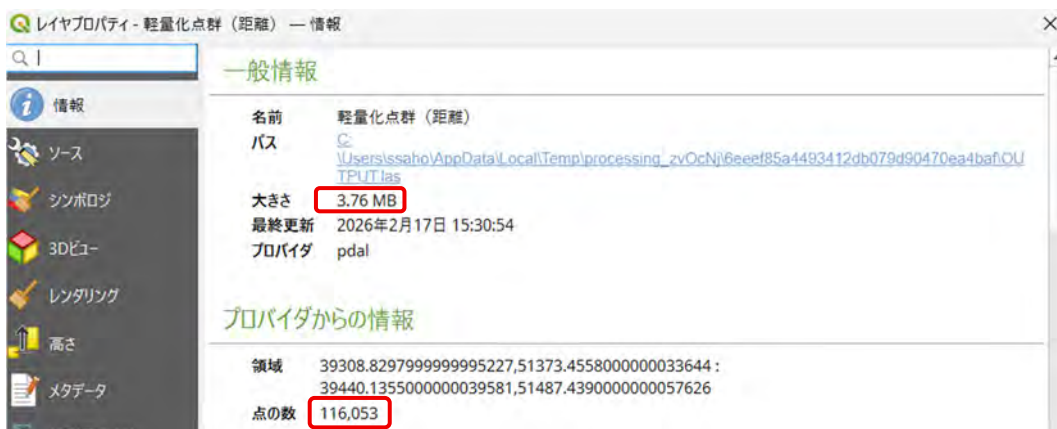 レイヤプロパティ - 軽量化点群（距離） — 情報
一般情報
情報
名前 軽量化点群（距離）
パス C:
\Users\ssaho\AppData\Local\Temp\processing_zvOcNj\6eeef85a4493412db079d90470ea4baf\OU
TPUT.las
ソース
シンボロジ
大きさ 3.76 MB
最終更新 2026年2月17日 15:30:54
3Dビュー
プロバイダ pdal
レンダリング
プロバイダからの情報
高さ
領域 39308.8297999999995227,51373.4558000000033644 :
39440.1355000000039581,51487.4390000000057626
メタデータ
点の数 116,053